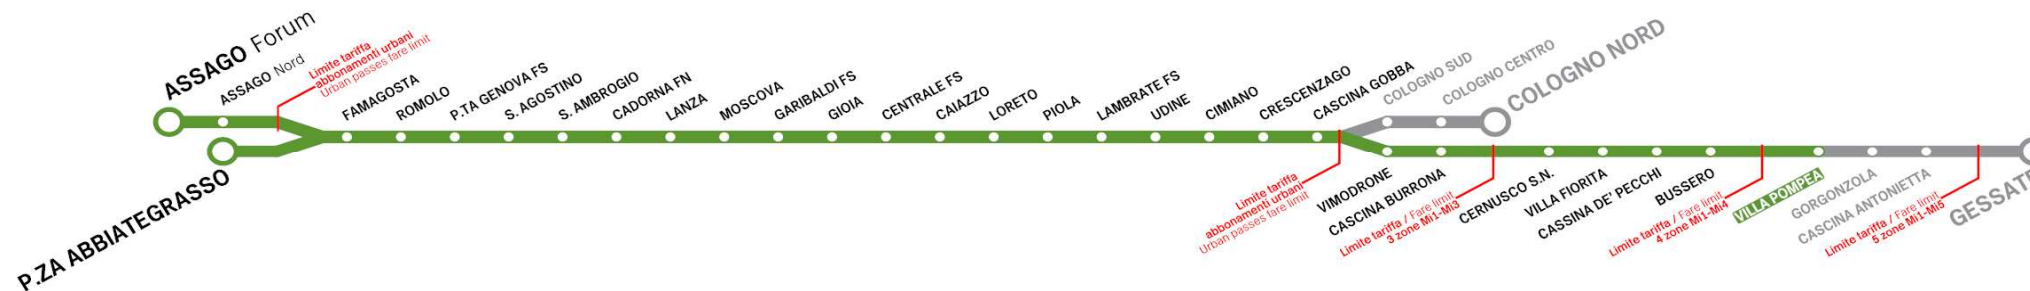 ASSAGO Forum
ASSAGO Nord
Limite tariffa
abbonamenti urbani
Urban passes fare limit
P.ZA ABBIATEGRASSO
FAMAGOSTA
ROMOLO
P.TA GENOVA FS
S. AGOSTINO
S. AMBROGIO
CADORNA FN
LANZA
MOSCOVA
GARIBALDI FS
GIOIA
CENTRALE FS
CAIAZZO
LORETO
PIOLA
LAMBRATE FS
UDINE
CIMIANO
CRESCENZAGO
CASCINA GOBBA
COLOGNO SUD
COLOGNO CENTRO
COLOGNO NORD
Limite tariffa
abbonamenti urbani
Urban passes fare limit
VIMODRONE
CASCINA BURRONA
Limite tariffa / Fare limit
3 zone Mi1-Mi3
CERNUSCO S.N.
VILLA FIORITA
CASSINA DE' PECCHI
BUSSERO
Limite tariffa / Fare limit
4 zone Mi1-Mi4
VILLA POMPEA
GORGONZOLA
CASCINA ANTONIETTA
Limite tariffa / Fare limit
5 zone Mi1-Mi5